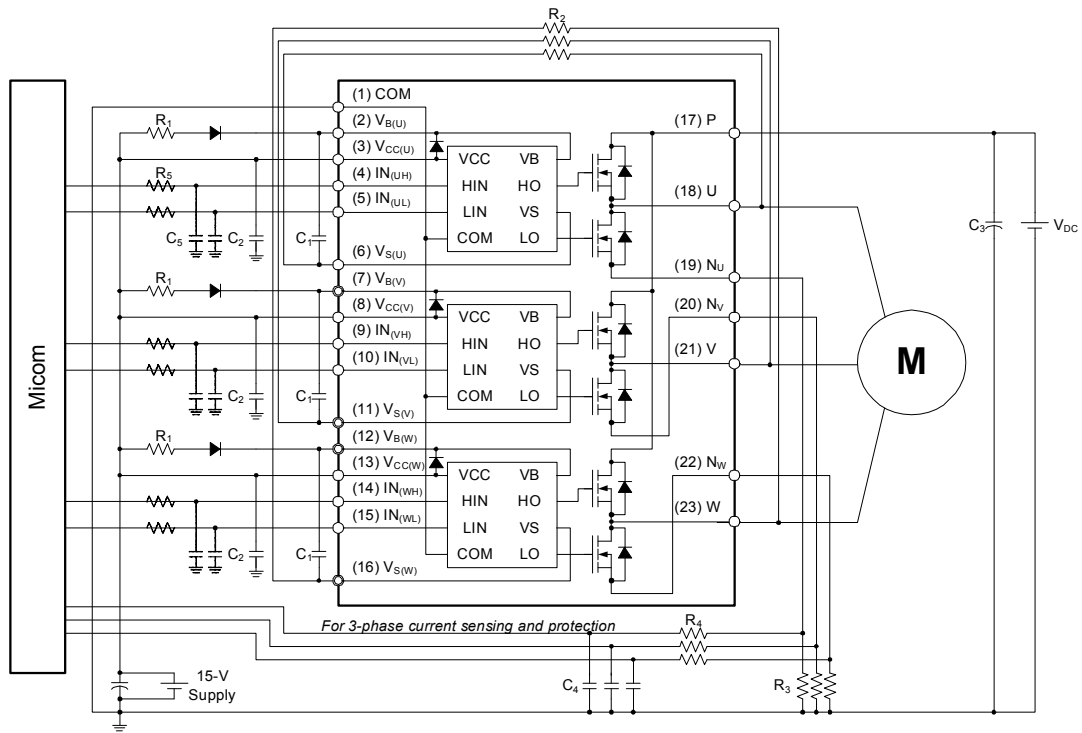 R2
(1) COM
(2) VB(U)
(3) VCC(U)
(4) IN(UH)
(5) IN(UL)
(6) VS(U)
(7) VB(V)
(8) VCC(V)
(9) IN(VH)
(10) IN(VL)
(11) VS(V)
(12) VB(W)
(13) VCC(W)
(14) IN(WH)
(15) IN(WL)
(16) VS(W)
(17) P
(18) U
(19) NU
(20) NV
(21) V
(22) NW
(23) W
R1
R5
C5
C2
C1
R1
C2
C1
R1
C2
C1
VCC VB
HIN HO
LIN VS
COM LO
VCC VB
HIN HO
LIN VS
COM LO
VCC VB
HIN HO
LIN VS
COM LO
Micom
M
C3
VDC
For 3-phase current sensing and protection
R4
C4
R3
15-V
Supply